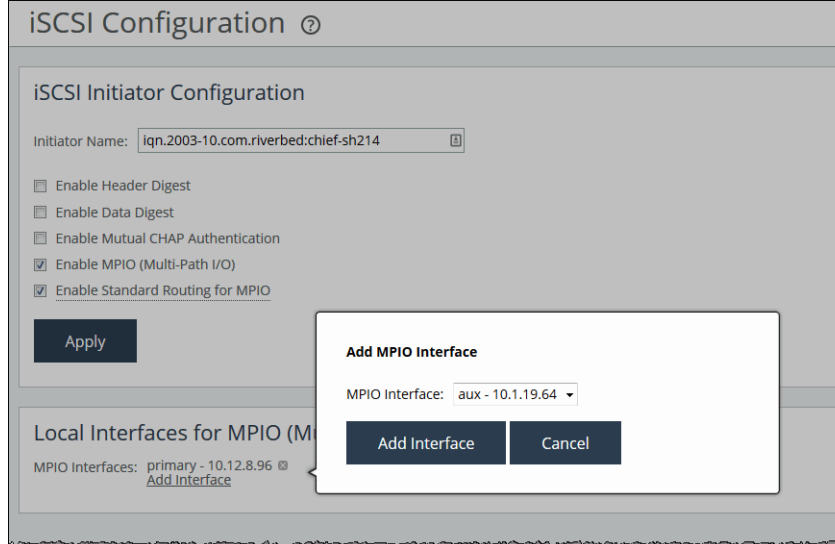 iSCSI Configuration ?
iSCSI Initiator Configuration
Initiator Name: iqn.2003-10.com.riverbed:chief-sh214
Enable Header Digest
Enable Data Digest
Enable Mutual CHAP Authentication
Enable MPIO (Multi-Path I/O)
Enable Standard Routing for MPIO
Apply
Add MPIO Interface
MPIO Interface: aux - 10.1.19.64
Add Interface Cancel
Local Interfaces for MPIO (Mu
MPIO Interfaces: primary - 10.12.8.96
Add Interface